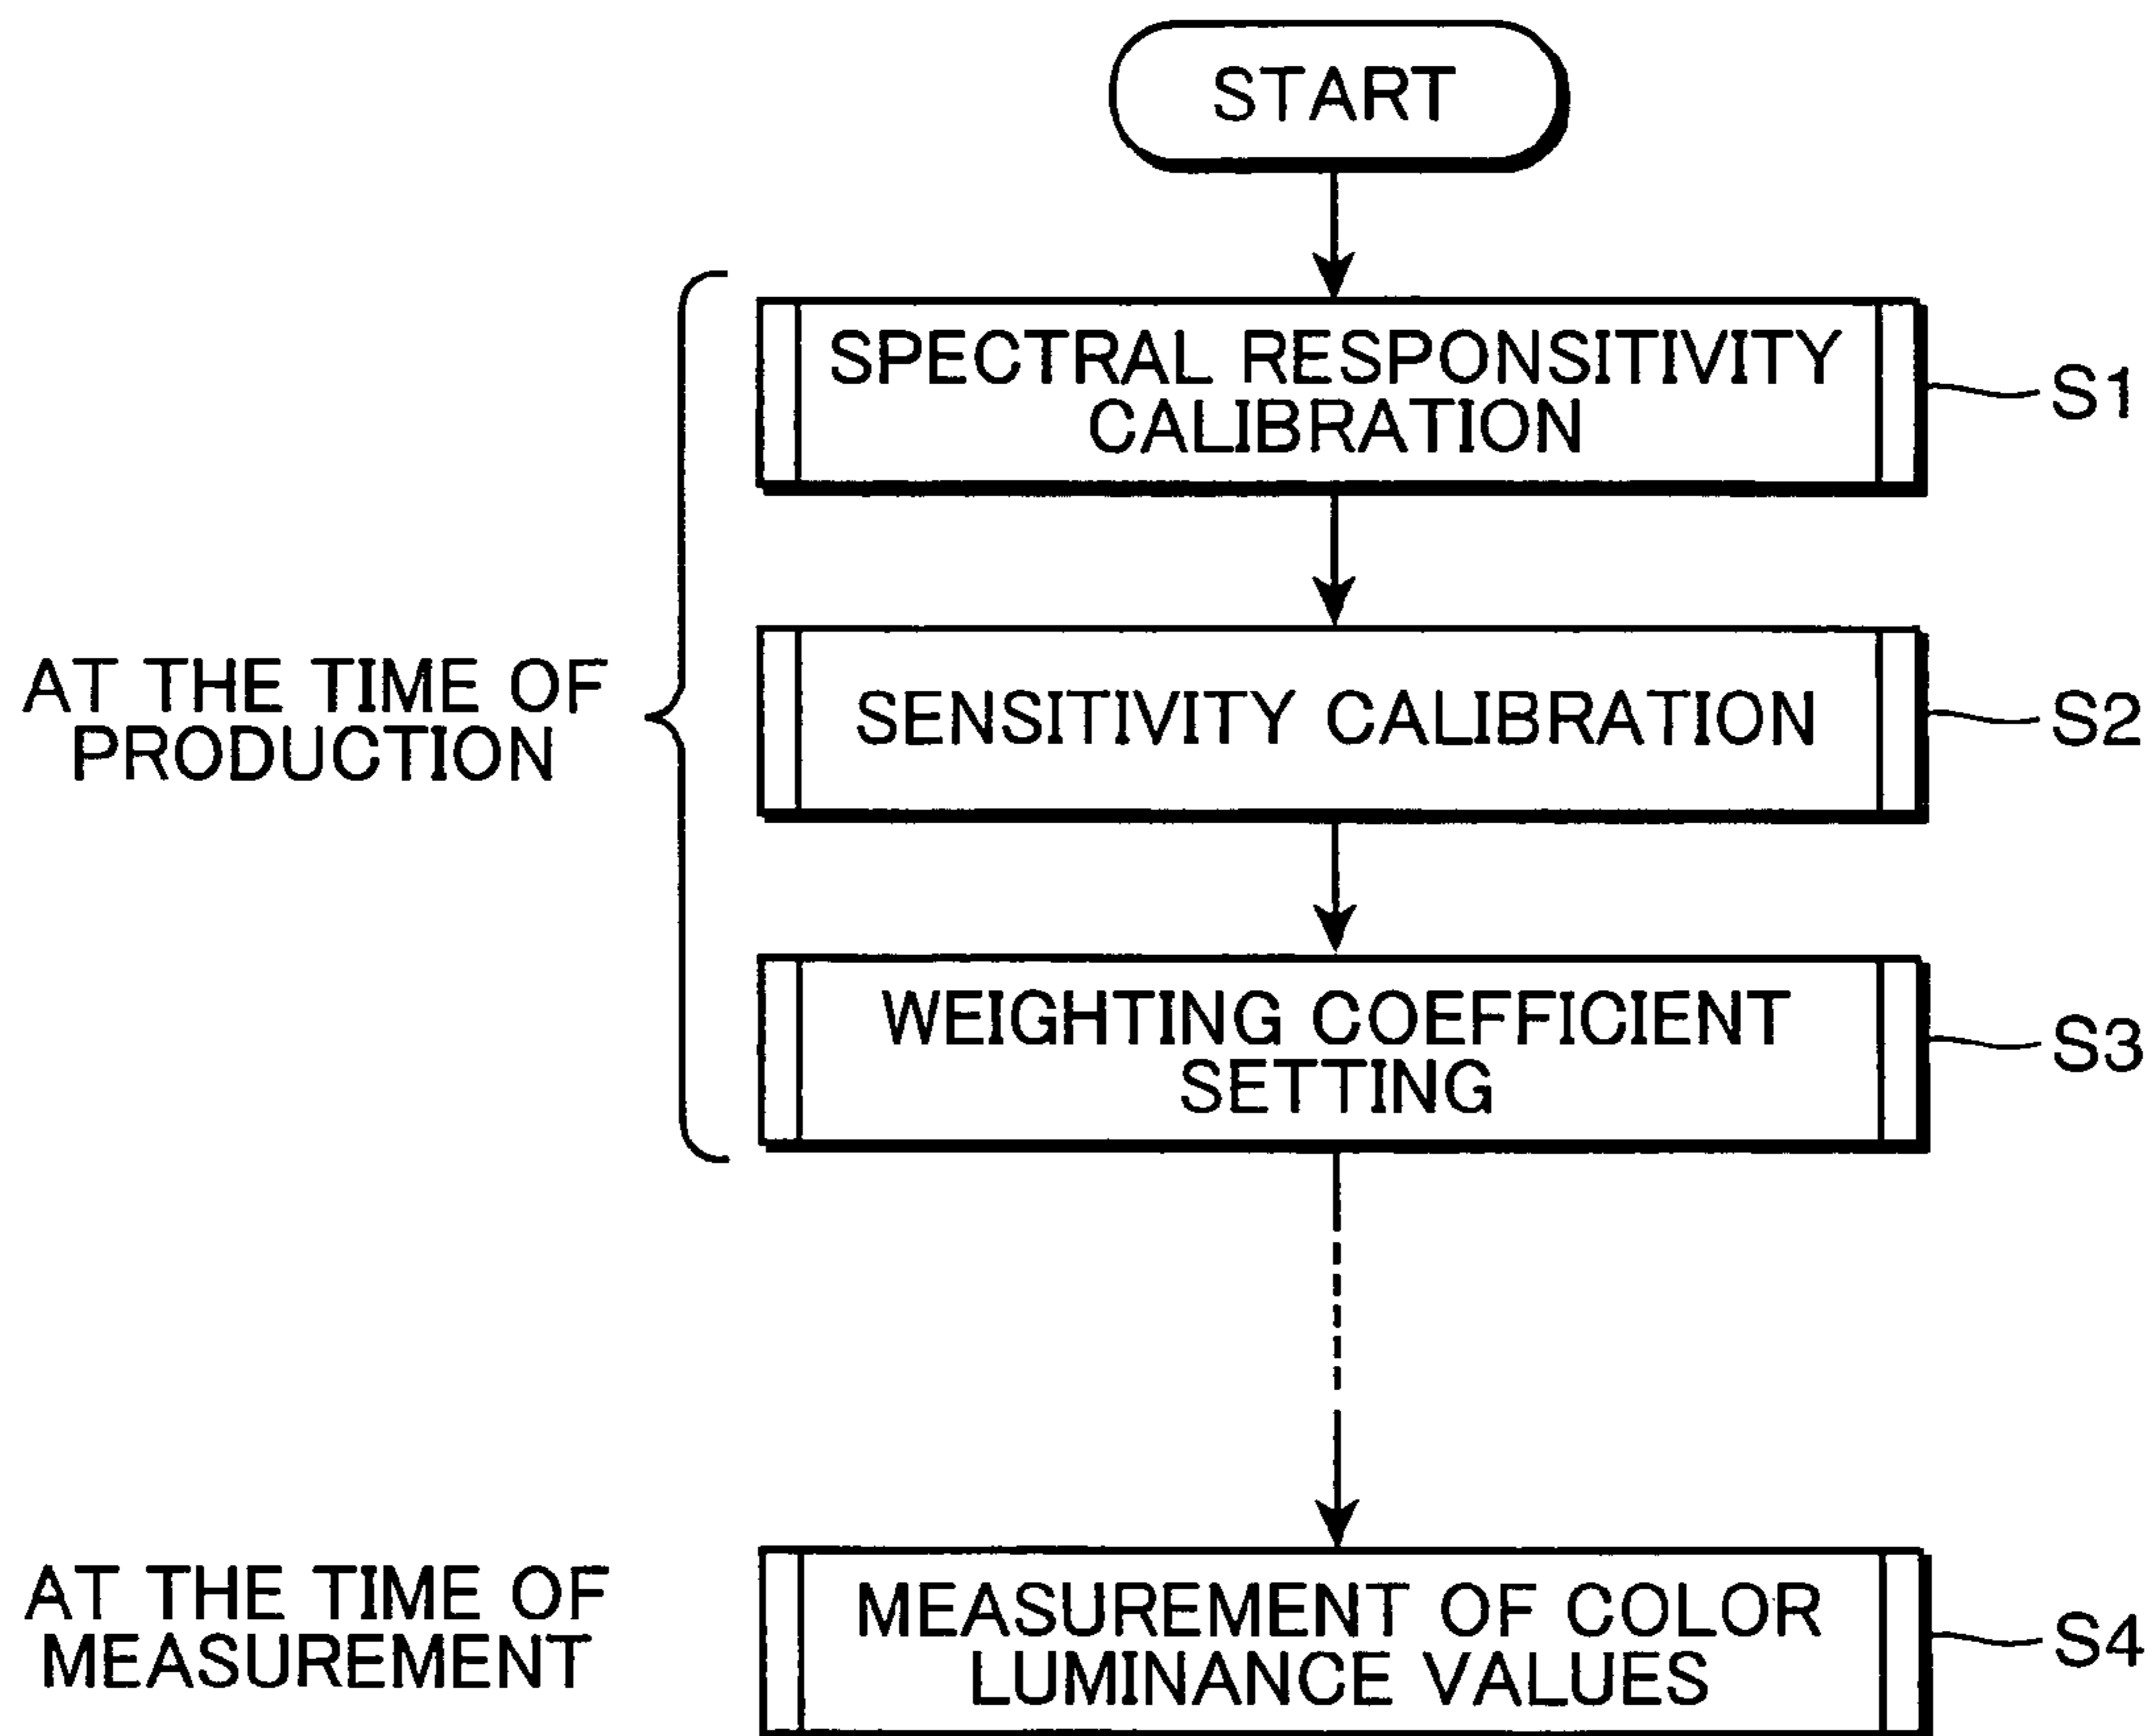 START
SPECTRAL RESPONSITIVITY
CALIBRATION
S1
AT THE TIME OF
PRODUCTION
SENSITIVITY CALIBRATION
S2
WEIGHTING COEFFICIENT
SETTING
S3
AT THE TIME OF
MEASUREMENT
MEASUREMENT OF COLOR
LUMINANCE VALUES
S4